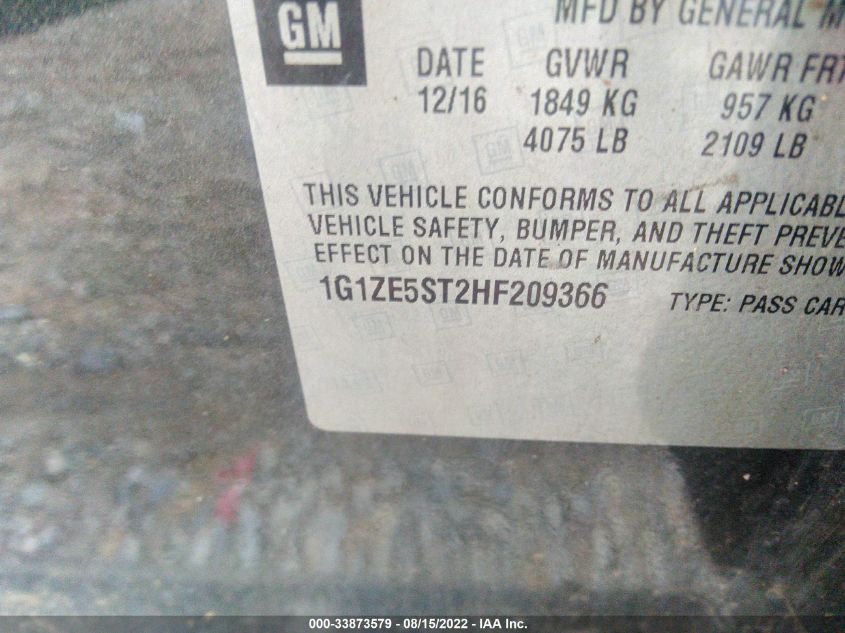 GM
MFD BY GENERAL M
DATE GVWR GAWR FRT
12/16 1849 KG 957 KG
4075 LB 2109 LB
THIS VEHICLE CONFORMS TO ALL APPLICABL
VEHICLE SAFETY, BUMPER, AND THEFT PREVE
EFFECT ON THE DATE OF MANUFACTURE SHOW
1G1ZE5ST2HF209366 TYPE: PASS CAR
000-33873579 - 08/15/2022 - IAA Inc.